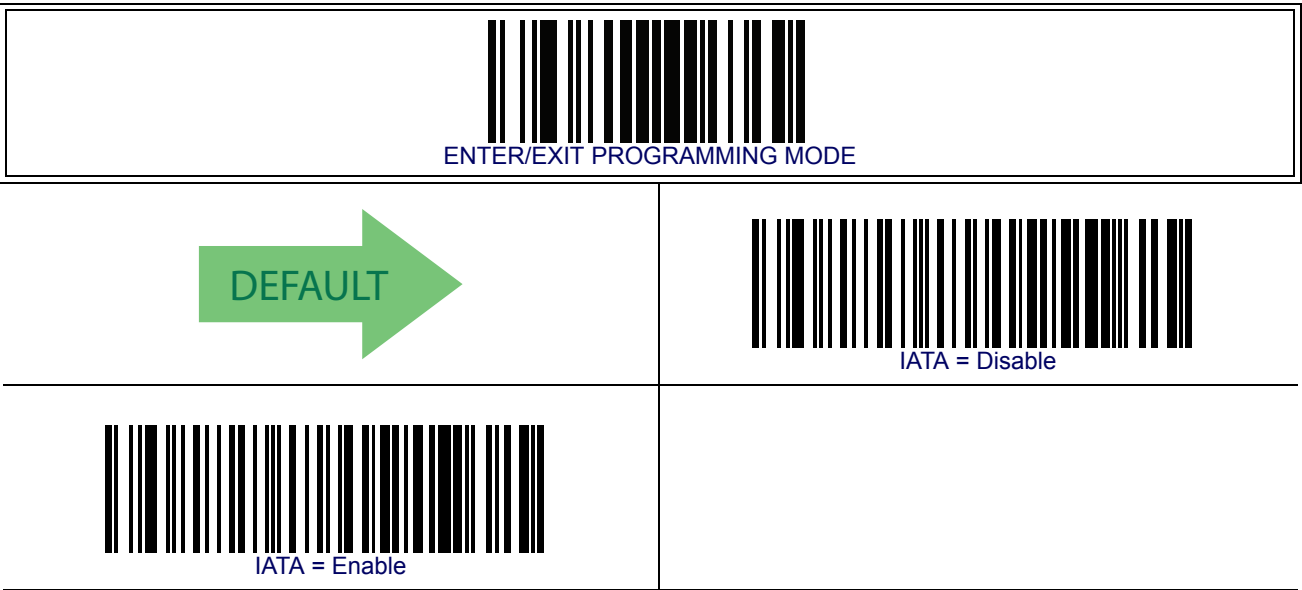 ENTER/EXIT PROGRAMMING MODE
DEFAULT
IATA = Disable
IATA = Enable